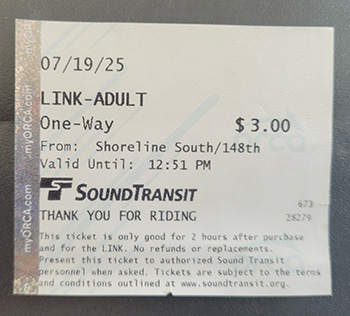 07/19/25
LINK-ADULT
One-Way $3.00
From: Shoreline South/148th
Valid Until: 12:51 PM
SOUNDTRANSIT
673
THANK YOU FOR RIDING 28279
This ticket is only good for 2 hours after purchase
and for the LINK. No refunds or replacements.
Present this ticket to authorized Sound Transit
personnel when asked. Tickets are subject to the terms
and conditions outlined at www.soundtransit.org.
myORCA.com
myORCA.com
myORCA.com